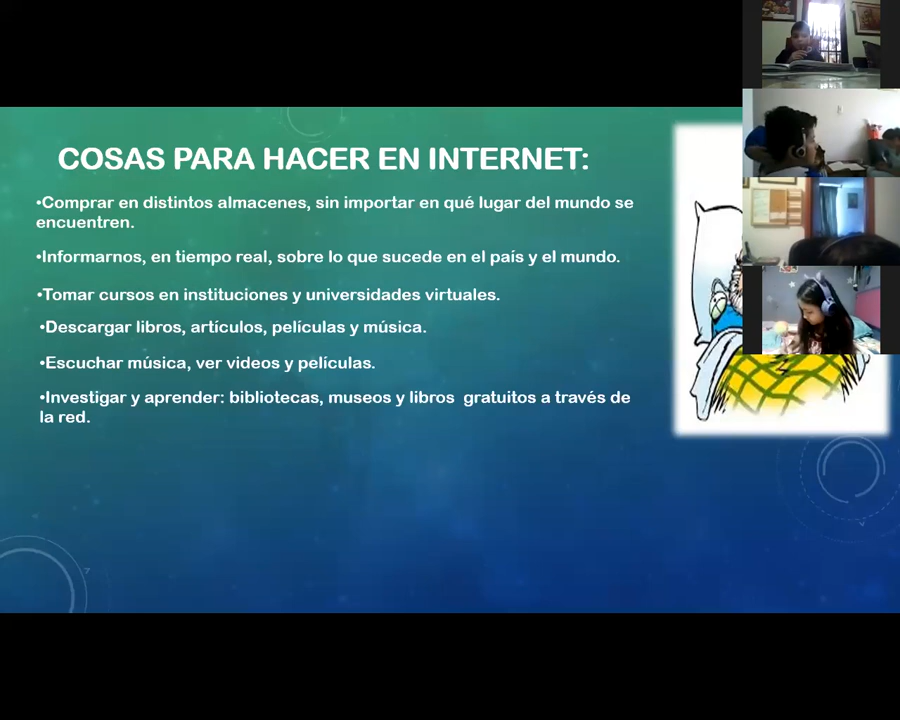 COSAS PARA HACER EN INTERNET:
•Comprar en distintos almacenes, sin importar en qué lugar del mundo se
encuentren.
•Informarnos, en tiempo real, sobre lo que sucede en el país y el mundo.
•Tomar cursos en instituciones y universidades virtuales.
•Descargar libros, artículos, películas y música.
•Escuchar música, ver videos y películas.
•Investigar y aprender: bibliotecas, museos y libros  gratuitos a través de
la red.